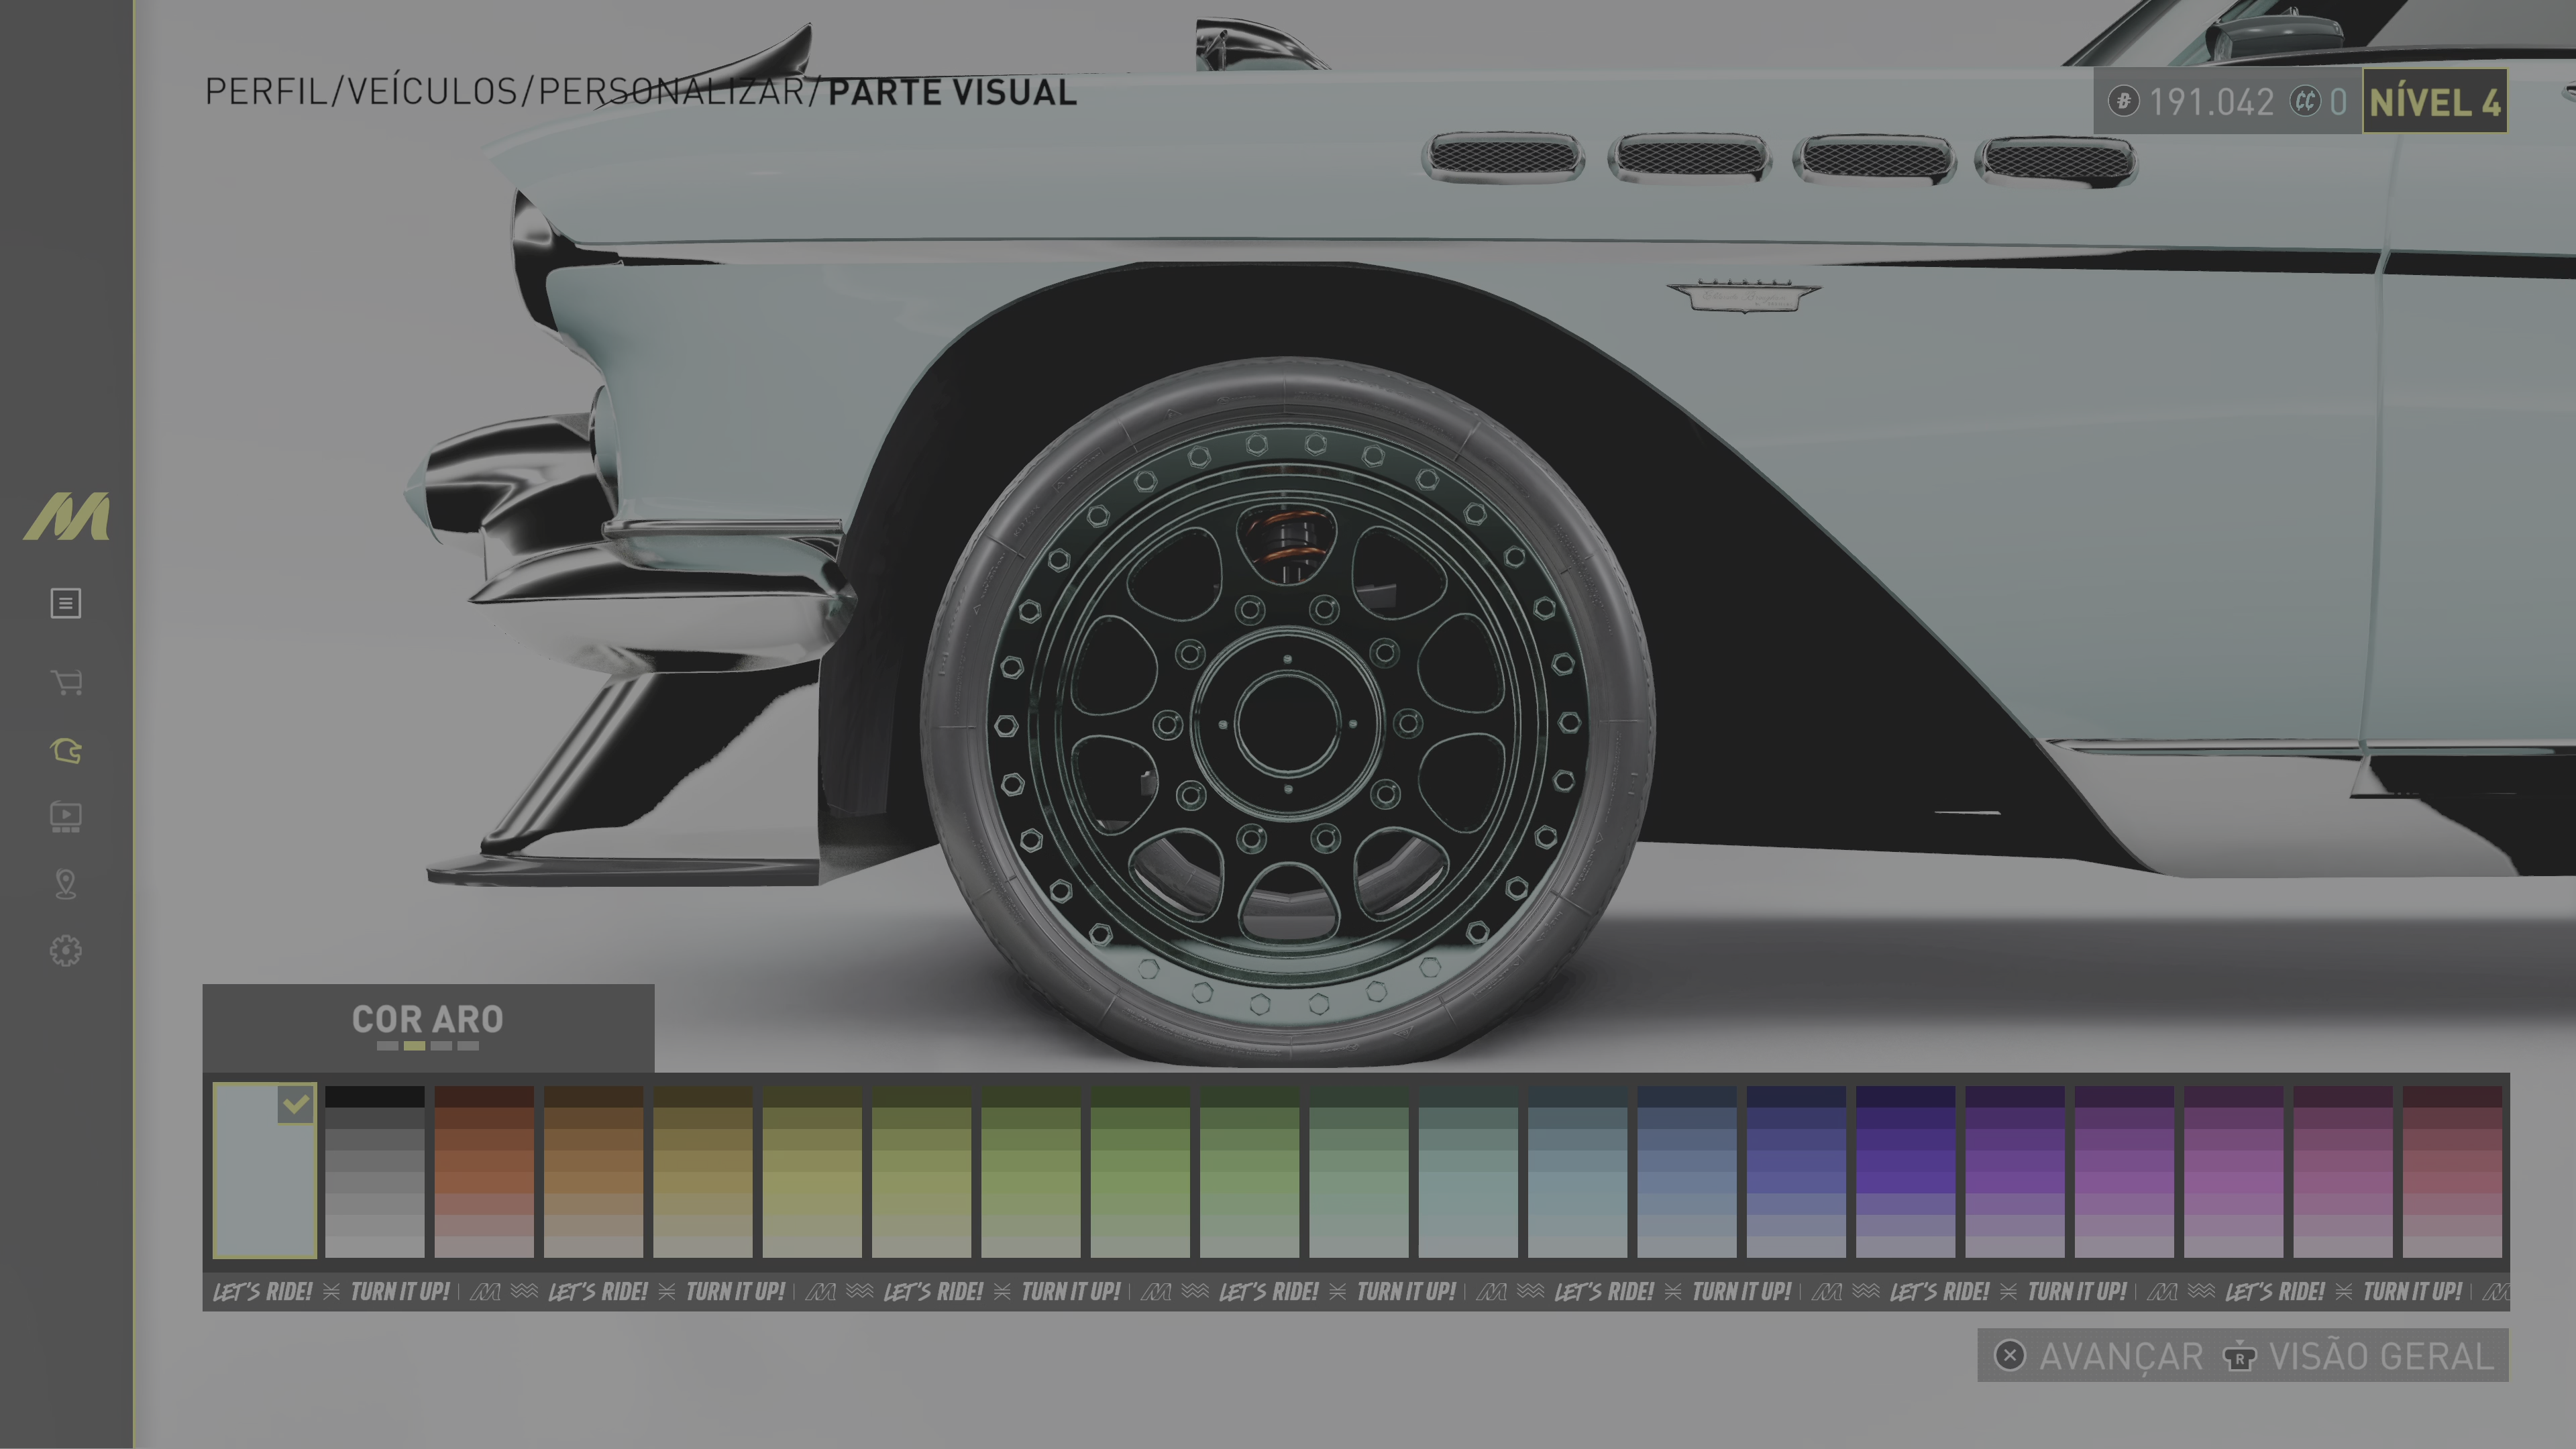 PERFIL/VEÍCULOS/PERSONALIZAR/PARTE VISUAL
191.042 CC 0 NÍVEL 4
COR ARO
LET'S RIDE! TURN IT UP! LET'S RIDE! TURN IT UP! LET'S RIDE! TURN IT UP! LET'S RIDE! TURN IT UP! LET'S RIDE! TURN IT UP! LET'S RIDE! TURN IT UP! LET'S RIDE! TURN IT UP!
AVANÇAR R VISÃO GERAL